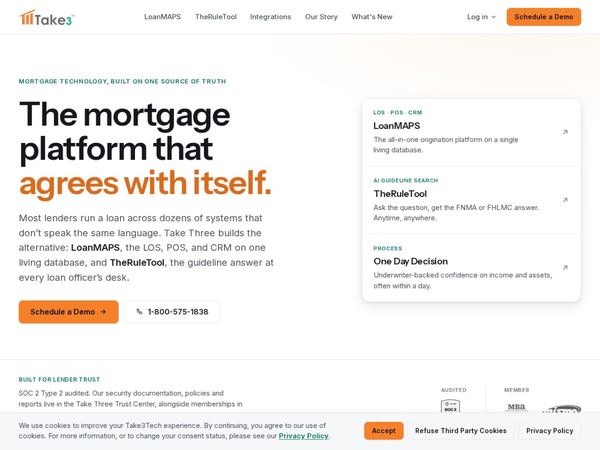 Take3™
LoanMAPS
TheRuleTool
Integrations
Our Story
What's New
Log in
Schedule a Demo
MORTGAGE TECHNOLOGY, BUILT ON ONE SOURCE OF TRUTH
The mortgage
platform that
agrees with itself.
Most lenders run a loan across dozens of systems that
don't speak the same language. Take Three builds the
alternative: LoanMAPS, the LOS, POS, and CRM on one
living database, and TheRuleTool, the guideline answer at
every loan officer's desk.
Schedule a Demo →
1-800-575-1838
LOS · POS · CRM
LoanMAPS
The all-in-one origination platform on a single
living database.
AI GUIDELINE SEARCH
TheRuleTool
Ask the question, get the FNMA or FHLMC answer.
Anytime, anywhere.
PROCESS
One Day Decision
Underwriter-backed confidence on income and assets,
often within a day.
BUILT FOR LENDER TRUST
SOC 2 Type 2 audited. Our security documentation, policies and
reports live in the Take Three Trust Center, alongside memberships in
AUDITED
MEMBER
SOC 2
MBA
We use cookies to improve your Take3Tech experience. By continuing, you agree to our use of
cookies. For more information, or to change your consent status, please see our Privacy Policy.
Accept
Refuse Third Party Cookies
Privacy Policy